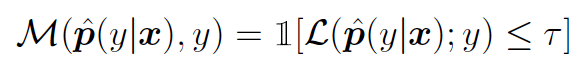 ℳ(𝒑̂(y|𝒙), y) = 𝟙[𝓛(𝒑̂(y|𝒙); y) ≤ τ]